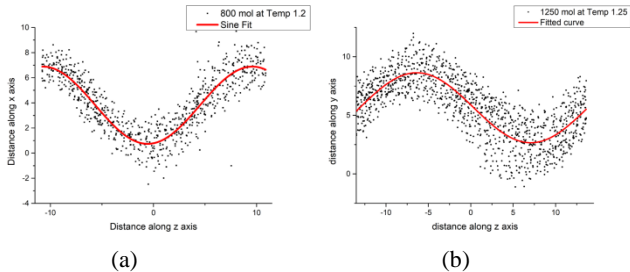 800 mol at Temp 1.2
Sine Fit
Distance along x axis
10
8
6
4
2
0
-2
-4
-10
-5
0
5
10
Distance along z axis
(a)
1250 mol at Temp 1.25
Fitted curve
Distance along y axis
10
5
0
-10
-5
0
5
10
distance along z axis
(b)